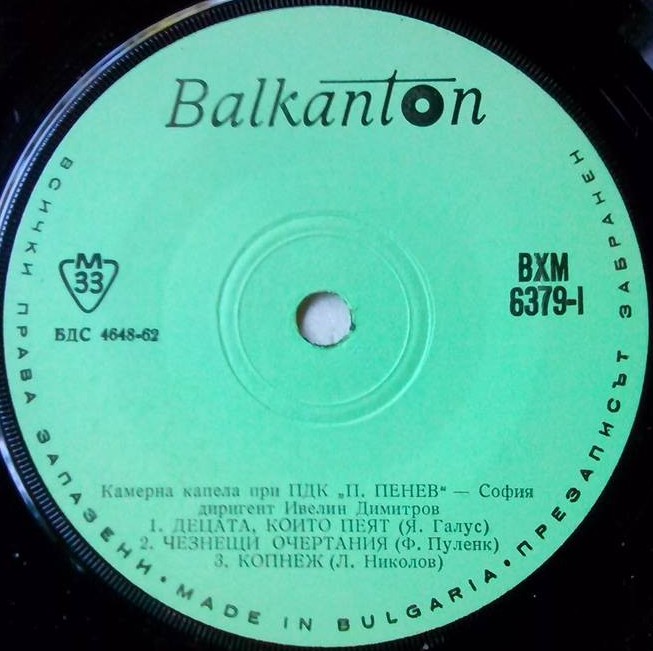 Balkanton
М
33
БДС 4648-62
ВХМ
6379-I
Камерна капела при ПДК „П. ПЕНЕВ“ — София
диригент Ивелин Димитров
1. ДЕЦАТА, КОИТО ПЕЯТ (Я. Галус)
2. ЧЕЗНЕЩИ ОЧЕРТАНИЯ (Ф. Пуленк)
3. КОПНЕЖ (Л. Николов)
ВСИЧКИ ПРАВА ЗАПАЗЕНИ • MADE IN BULGARIA • ПРЕЗАПИСЪТ ЗАБРАНЕН